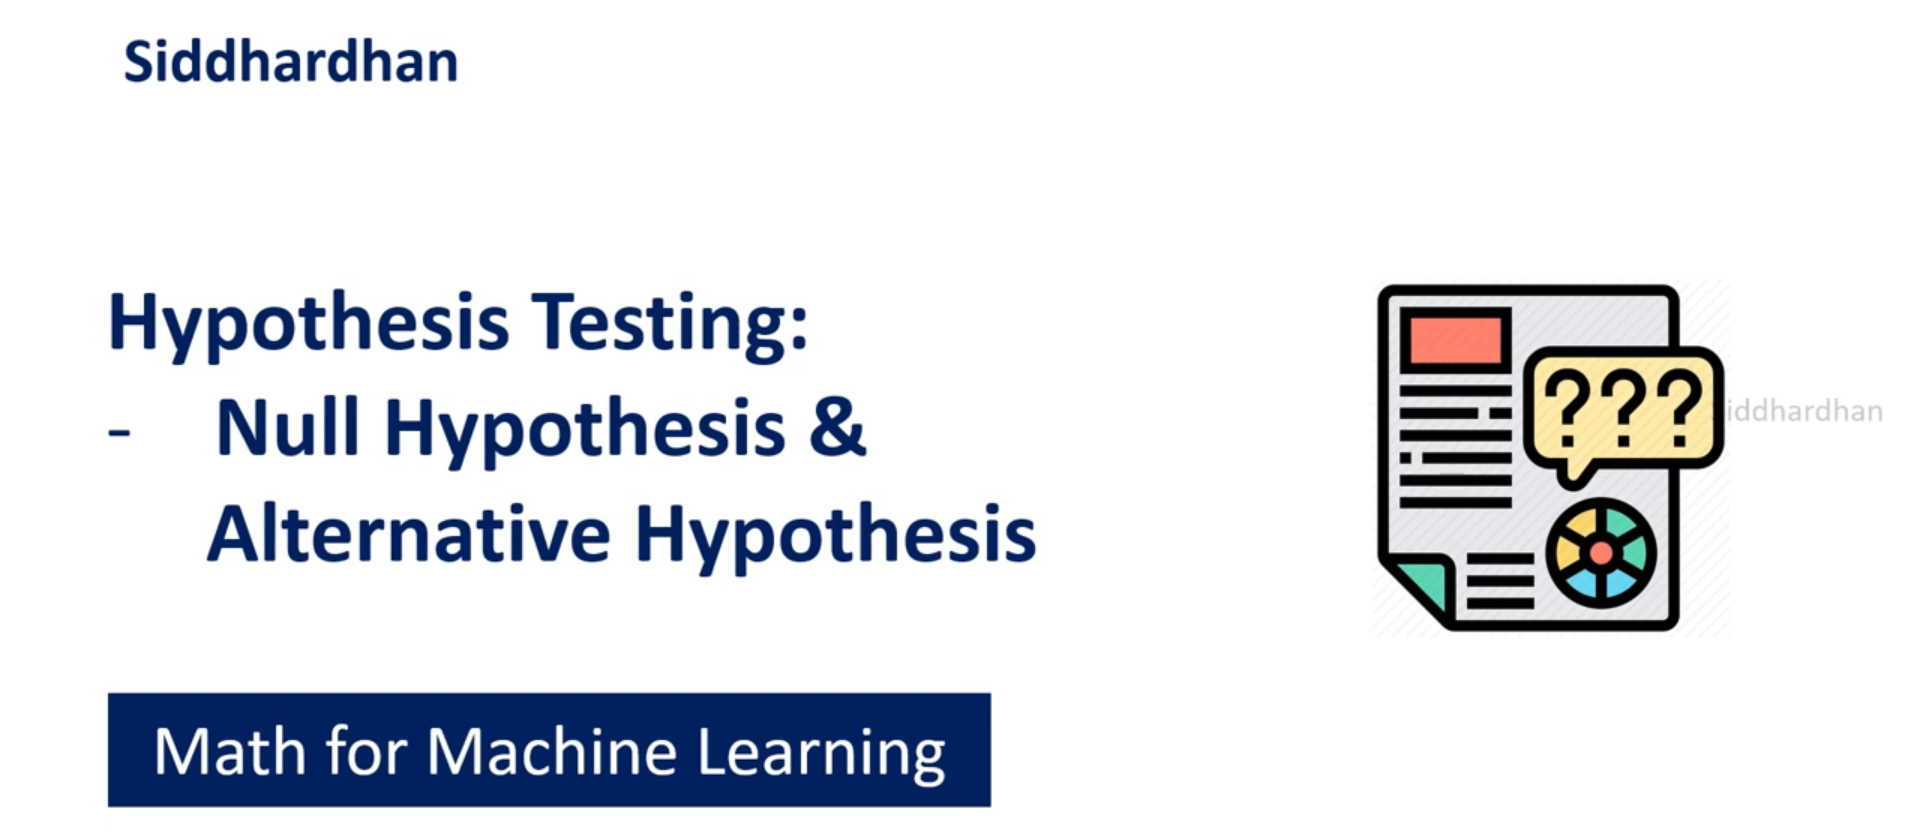 Siddhardhan
Hypothesis Testing:
- Null Hypothesis &
Alternative Hypothesis
???
iddhardhan
Math for Machine Learning